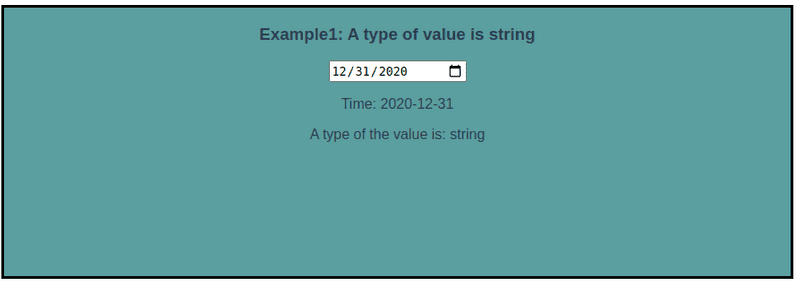 Example1: A type of value is string
12/31/2020
Time: 2020-12-31
A type of the value is: string